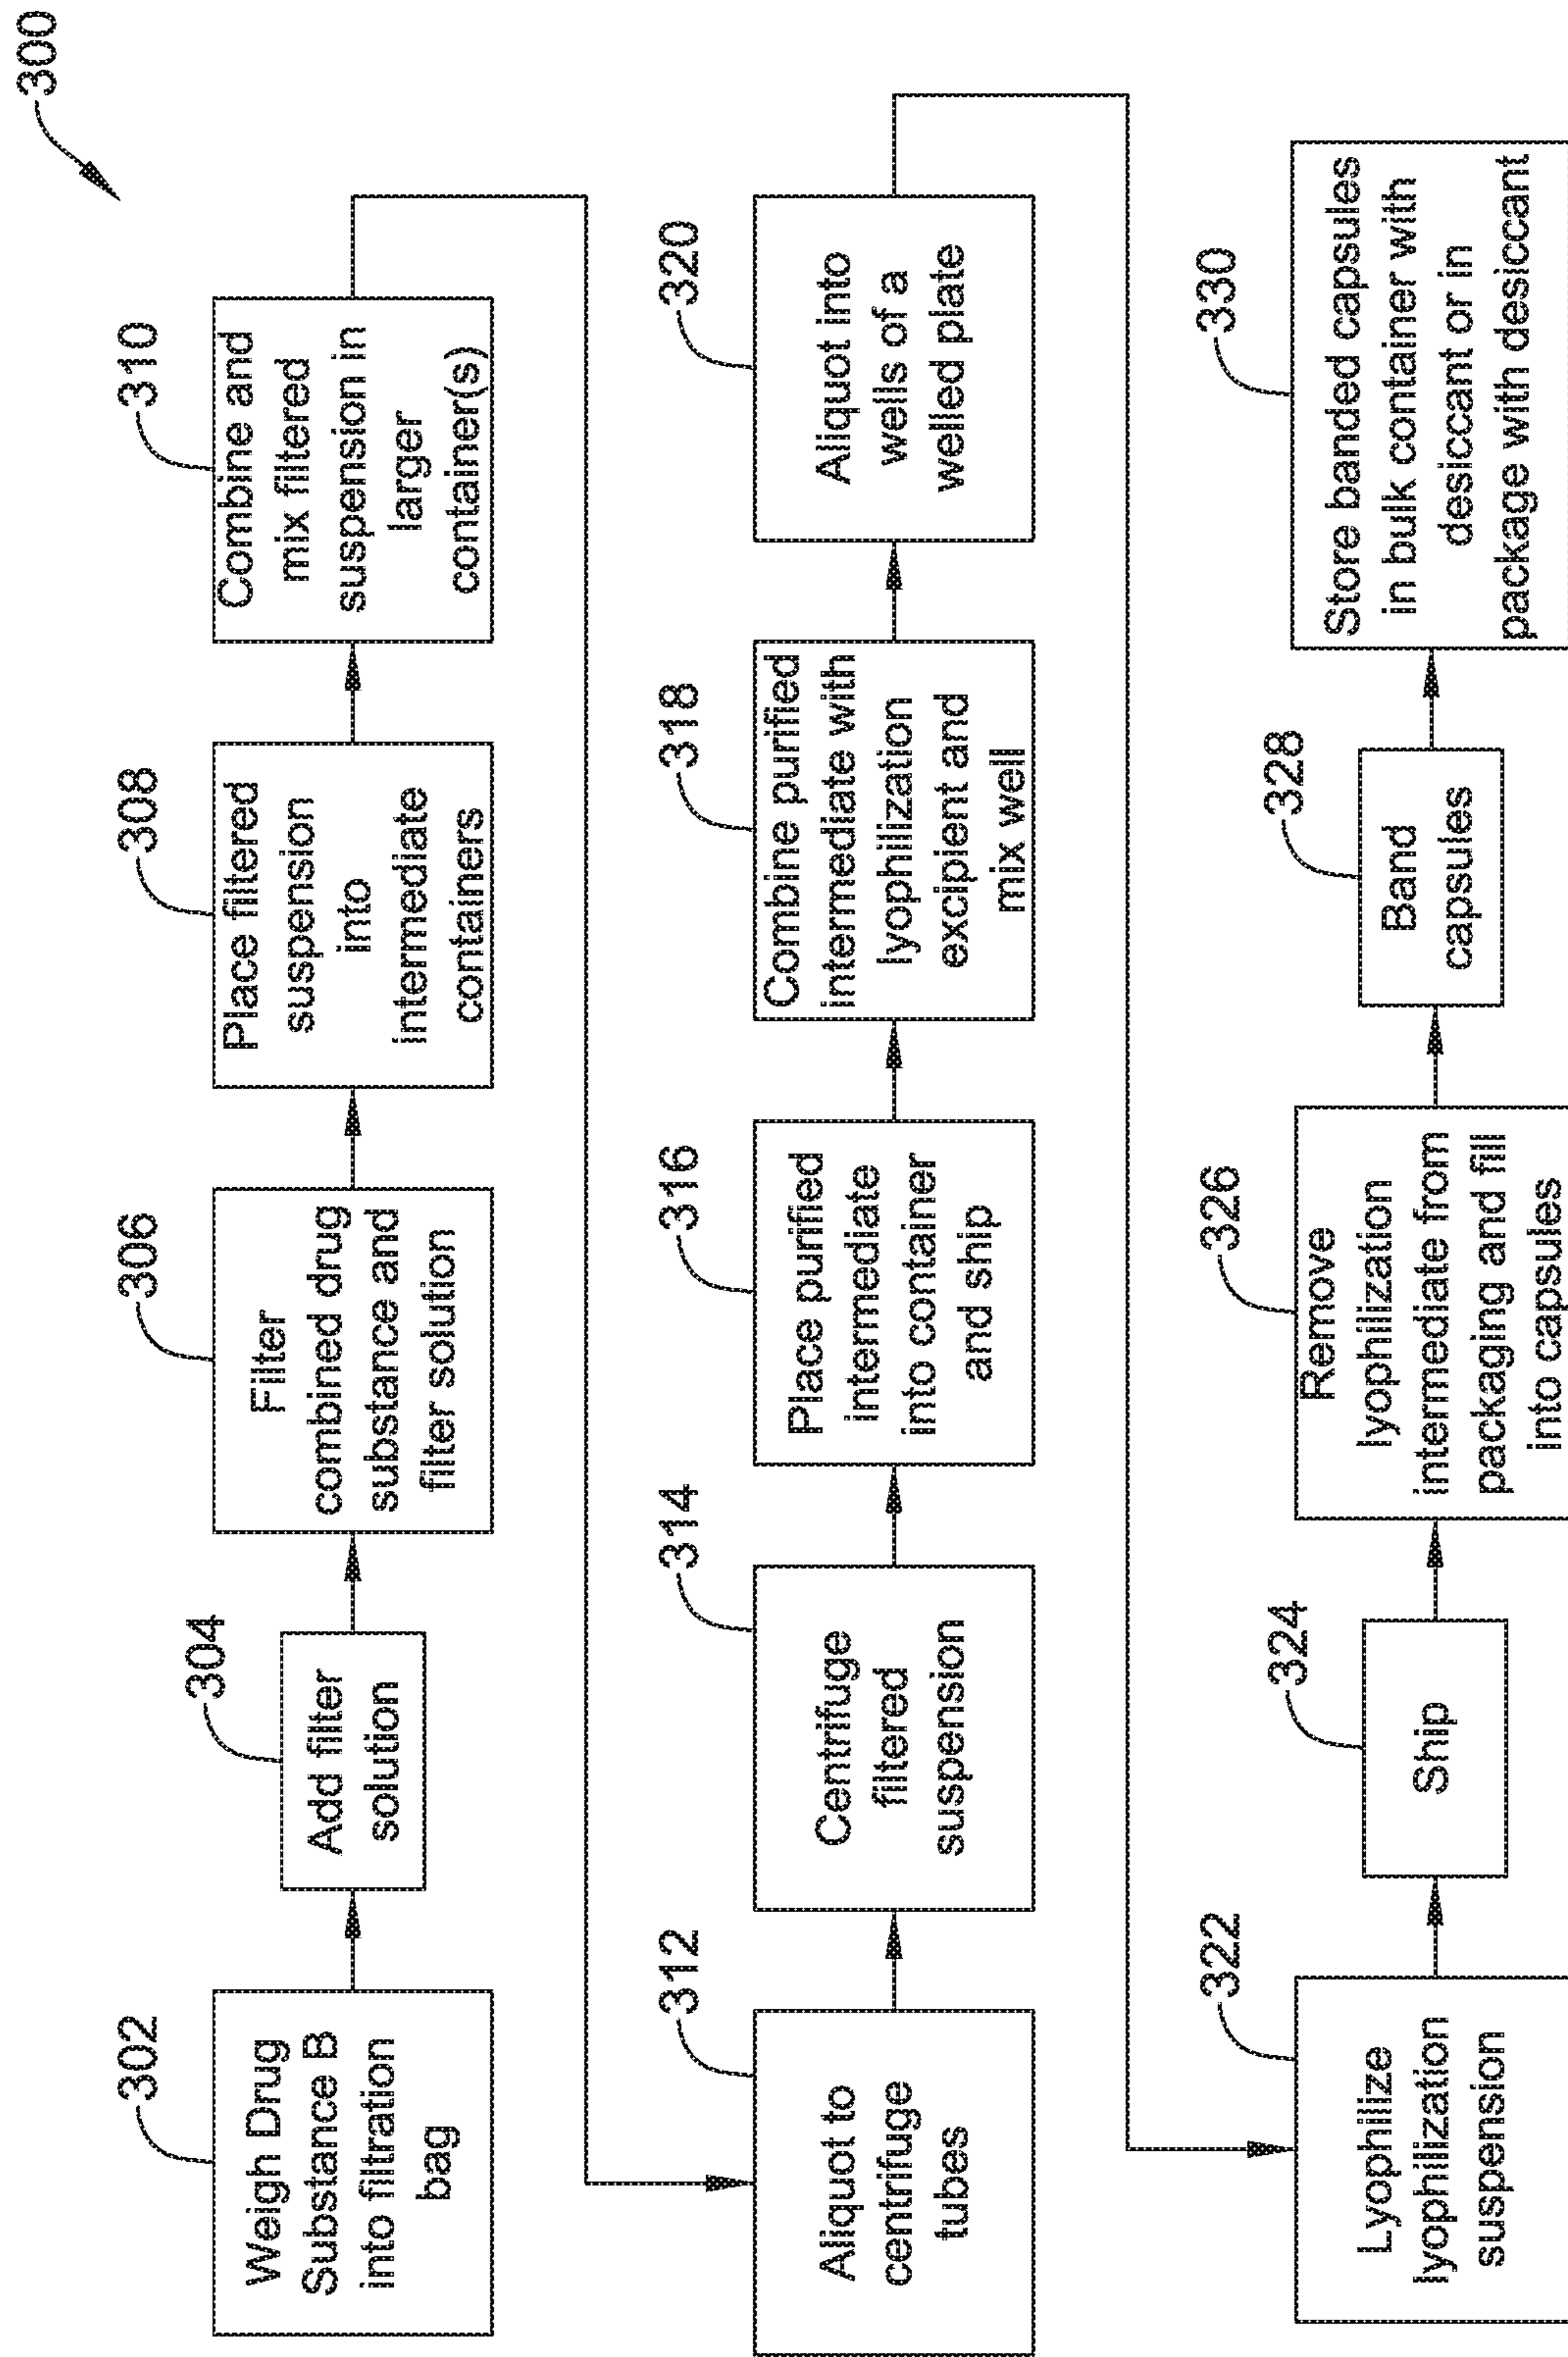 300
302
Weigh Drug
Substance B
into filtration
bag
304
Add filter
solution
306
Filter
combined drug
substance and
filter solution
308
Place filtered
suspension
into
intermediate
containers
310
Combine and
mix filtered
suspension in
larger
container(s)
312
Aliquot to
centrifuge
tubes
314
Centrifuge
filtered
suspension
316
Place purified
intermediate
into container
and ship
318
Combine purified
intermediate with
lyophilization
excipient and
mix well
320
Aliquot into
wells of a
welled plate
322
Lyophilize
lyophilization
suspension
324
Ship
326
Remove
lyophilization
intermediate from
packaging and fill
into capsules
328
Band
capsules
330
Store banded capsules
in bulk container with
desiccant or in
package with desiccant